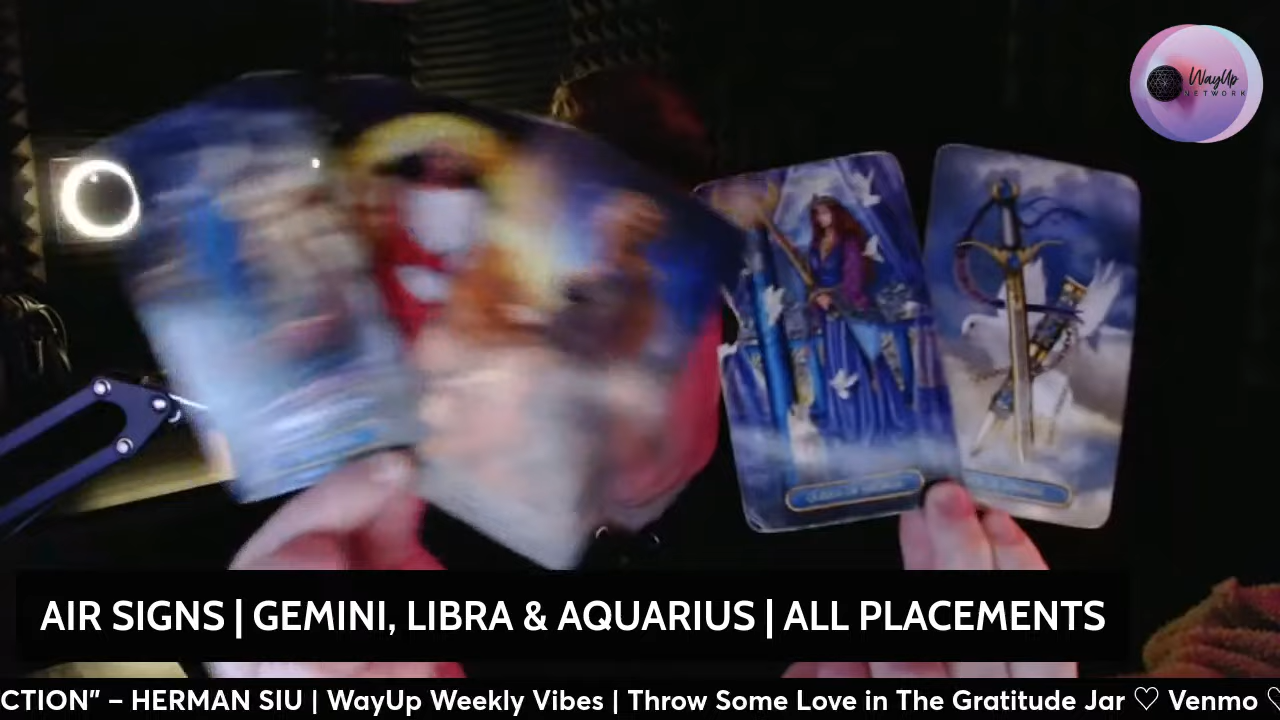 WayUp
NETWORK
AIR SIGNS | GEMINI, LIBRA & AQUARIUS | ALL PLACEMENTS
CTION” – HERMAN SIU | WayUp Weekly Vibes | Throw Some Love in The Gratitude Jar ♡ Venmo ♡